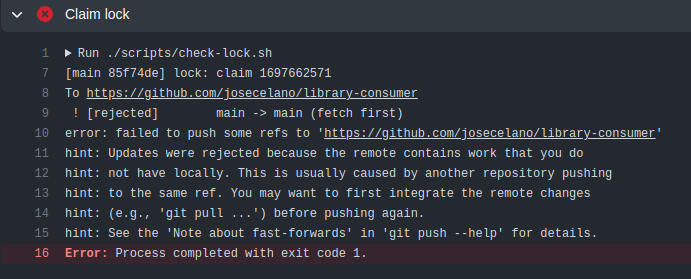 Claim lock
1 Run ./scripts/check-lock.sh
7 [main 85f74de] lock: claim 1697662571
8 To https://github.com/josecelano/library-consumer
9 ! [rejected] main -> main (fetch first)
10 error: failed to push some refs to 'https://github.com/josecelano/library-consumer'
11 hint: Updates were rejected because the remote contains work that you do
12 hint: not have locally. This is usually caused by another repository pushing
13 hint: to the same ref. You may want to first integrate the remote changes
14 hint: (e.g., 'git pull ...') before pushing again.
15 hint: See the 'Note about fast-forwards' in 'git push --help' for details.
16 Error: Process completed with exit code 1.